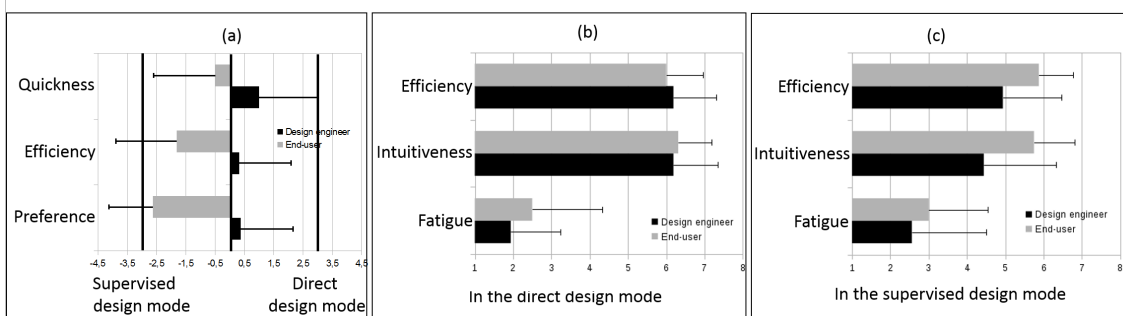 (a)
Quickness
Design engineer
End-user
Efficiency
Preference
-4,5 -3,5 -2,5 -1,5 -0,5 0,5 1,5 2,5 3,5 4,5
Supervised design mode
Direct design mode
(b)
Efficiency
Intuitiveness
Fatigue
Design engineer
End-user
1 2 3 4 5 6 7 8
In the direct design mode
(c)
Efficiency
Intuitiveness
Fatigue
Design engineer
End-user
1 2 3 4 5 6 7 8
In the supervised design mode